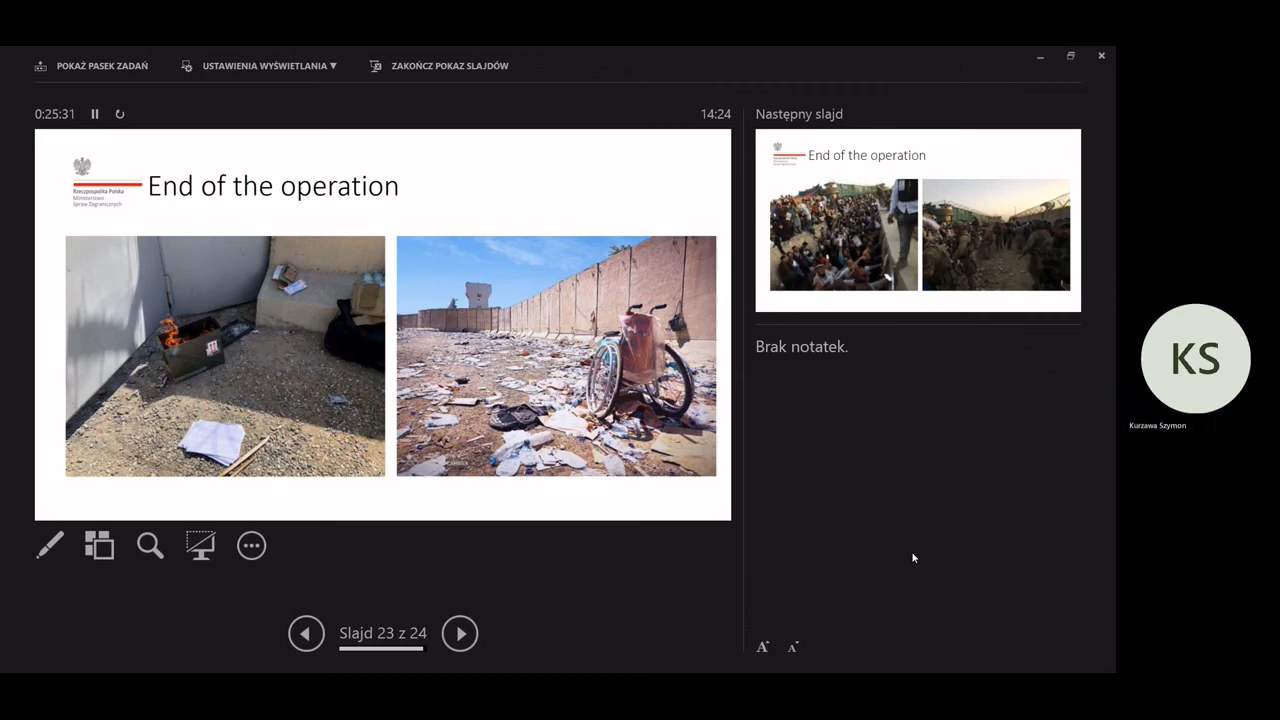 POKAŻ PASEK ZADAŃ
USTAWIENIA WYŚWIETLANIA ▼
ZAKOŃCZ POKAZ SLAJDÓW
0:25:31
14:24
Następny slajd
Rzeczpospolita Polska
Ministerstwo
Spraw Zagranicznych
End of the operation
End of the operation
Brak notatek.
KS
Kurzawa Szymon
Slajd 23 z 24
A A